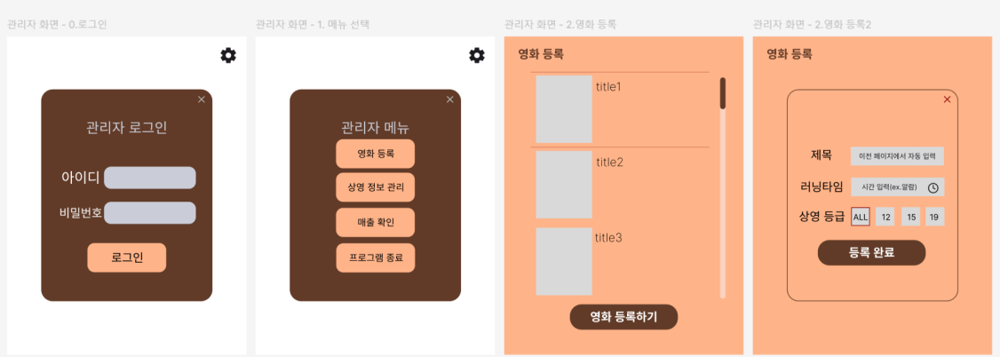 관리자 화면 - 0.로그인
관리자 로그인
아이디
비밀번호
로그인
관리자 화면 - 1. 메뉴 선택
관리자 메뉴
영화 등록
상영 정보 관리
매출 확인
프로그램 종료
관리자 화면 - 2.영화 등록
영화 등록
title1
title2
title3
영화 등록하기
관리자 화면 - 2.영화 등록2
영화 등록
제목 이전 페이지에서 자동 입력
러닝타임 시간 입력(ex.알람)
상영 등급 ALL 12 15 19
등록 완료